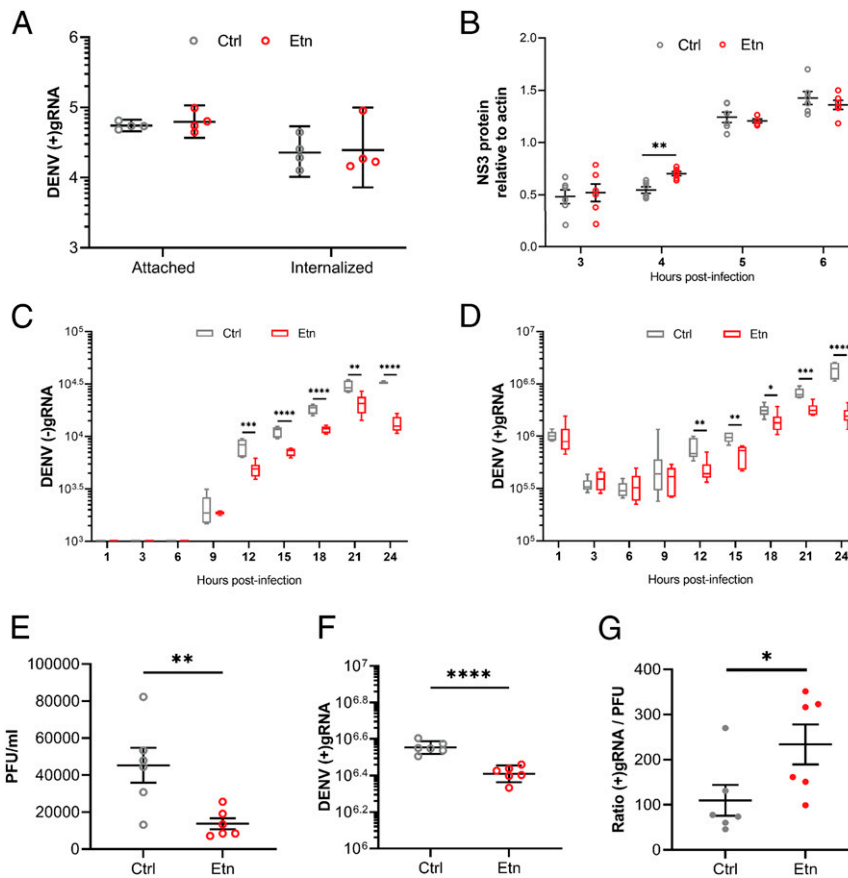 A
Ctrl Etn
DENV (+)gRNA
6
5
4
3
Attached Internalized
B
Ctrl Etn
NS3 protein
relative to actin
2.0
1.5
1.0
0.5
0.0
**
3 4 5 6
Hours post-infection
C
Ctrl Etn
DENV (-)gRNA
10^5
10^4.5
10^4
10^3.5
10^3
*** **** **** ** ****
1 3 6 9 12 15 18 21 24
Hours post-infection
D
Ctrl Etn
DENV (+)gRNA
10^7
10^6.5
10^6
10^5.5
10^5
** ** * *** ****
1 3 6 9 12 15 18 21 24
Hours post-infection
E
PFU/ml
100000
80000
60000
40000
20000
0
**
Ctrl Etn
F
DENV (+)gRNA
10^7
10^6.8
10^6.6
10^6.4
10^6.2
10^6
****
Ctrl Etn
G
Ratio (+)gRNA / PFU
400
300
200
100
0
*
Ctrl Etn